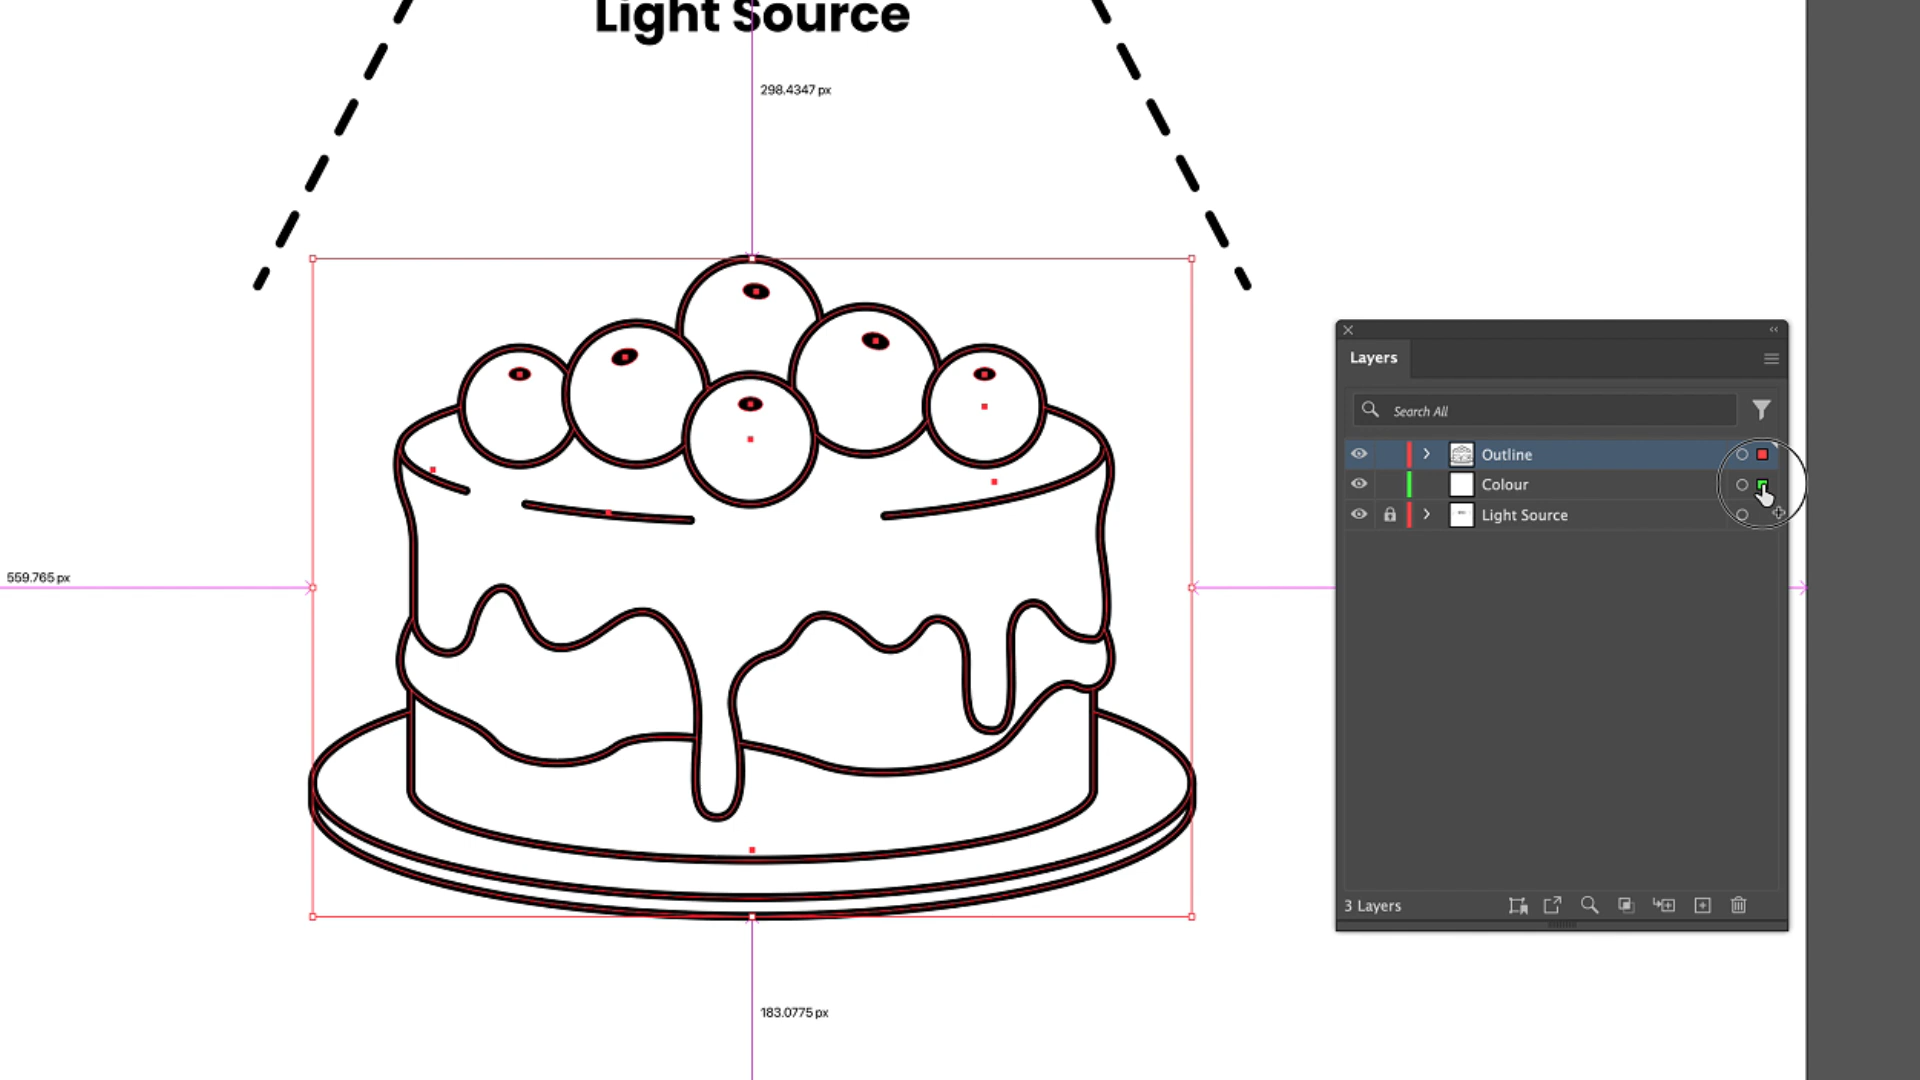 Light Source
298.4347 px
Layers
Search All
Outline
Colour
Light Source
559.765 px
3 Layers
183.0775 px